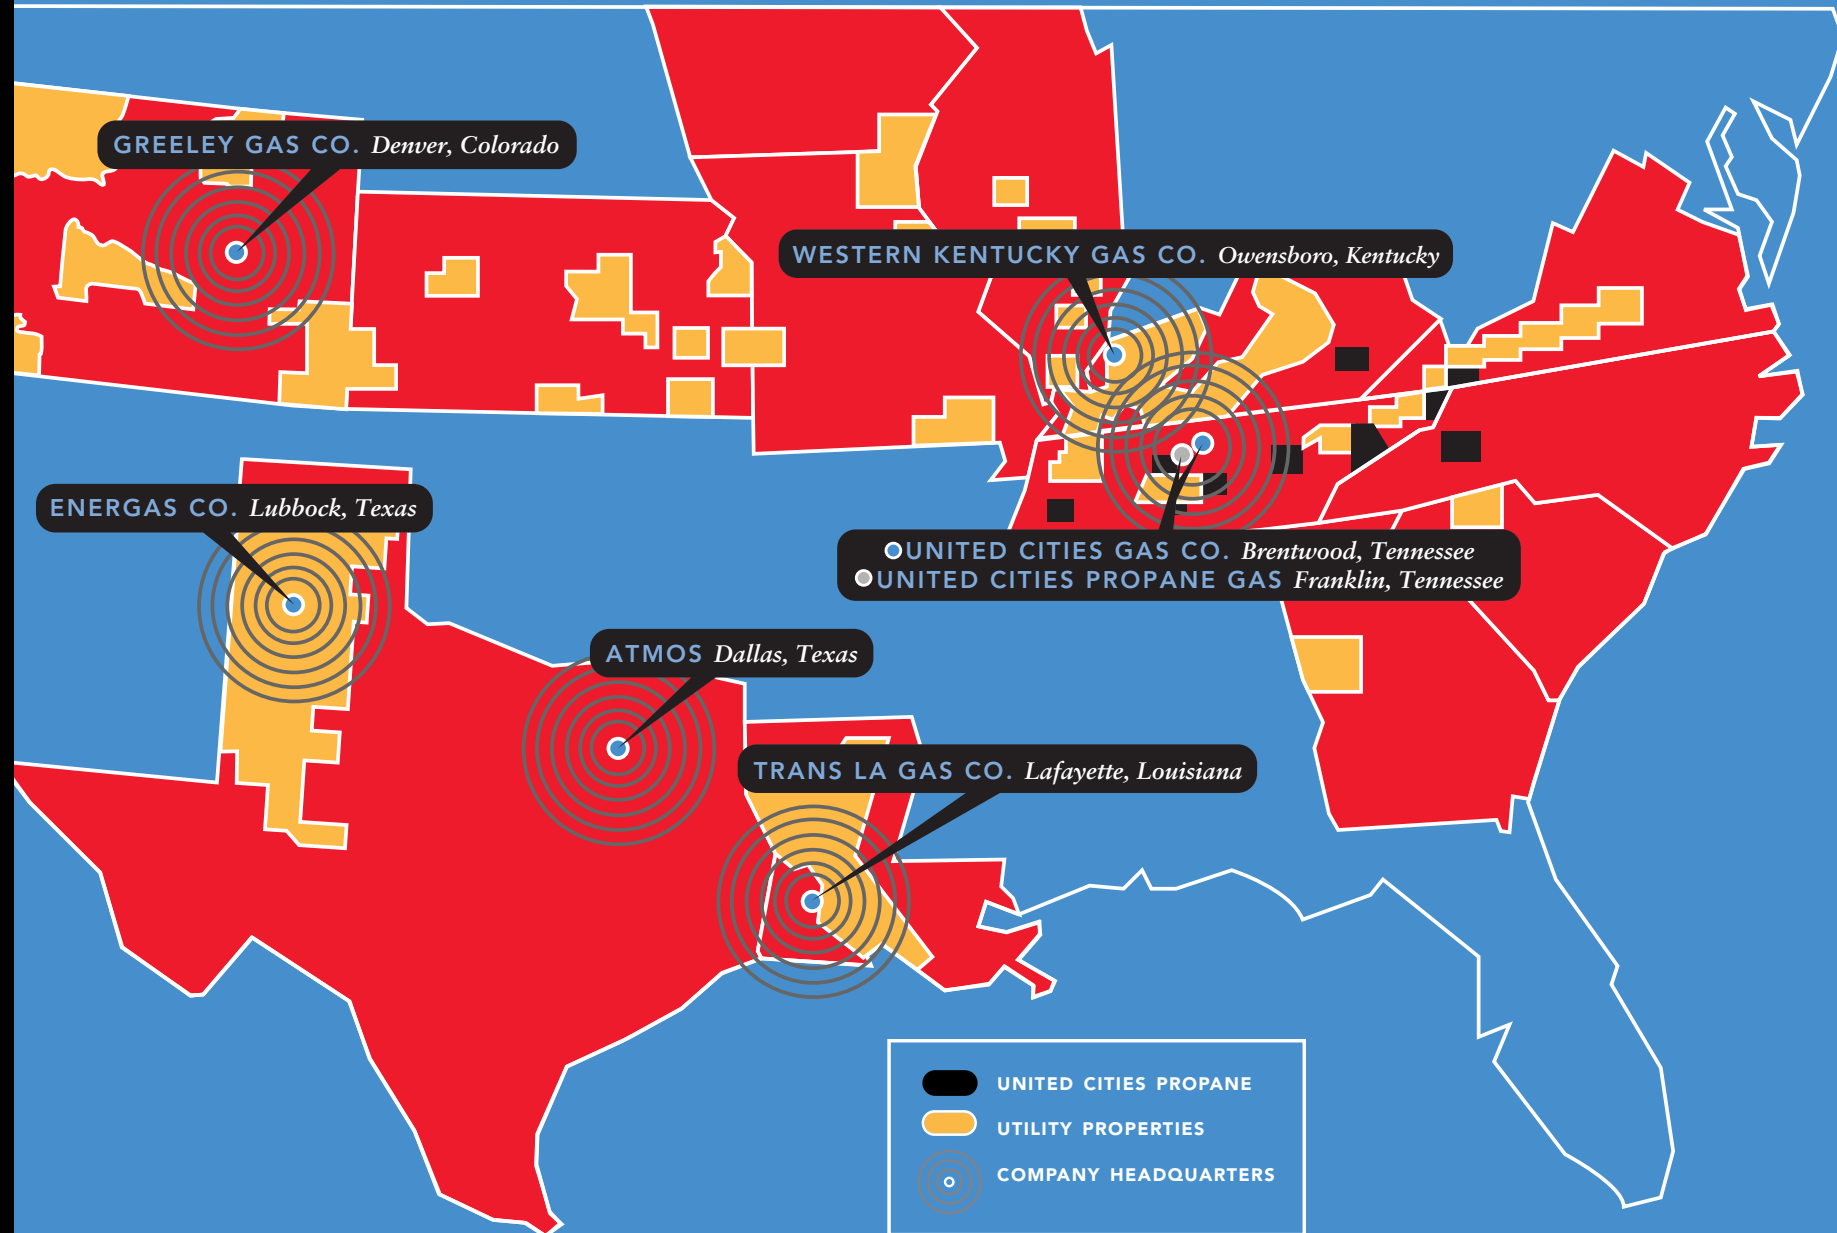 GREELEY GAS CO. Denver, Colorado
WESTERN KENTUCKY GAS CO. Owensboro, Kentucky
ENERGAS CO. Lubbock, Texas
UNITED CITIES GAS CO. Brentwood, Tennessee
UNITED CITIES PROPANE GAS Franklin, Tennessee
ATMOS Dallas, Texas
TRANS LA GAS CO. Lafayette, Louisiana
UNITED CITIES PROPANE
UTILITY PROPERTIES
COMPANY HEADQUARTERS